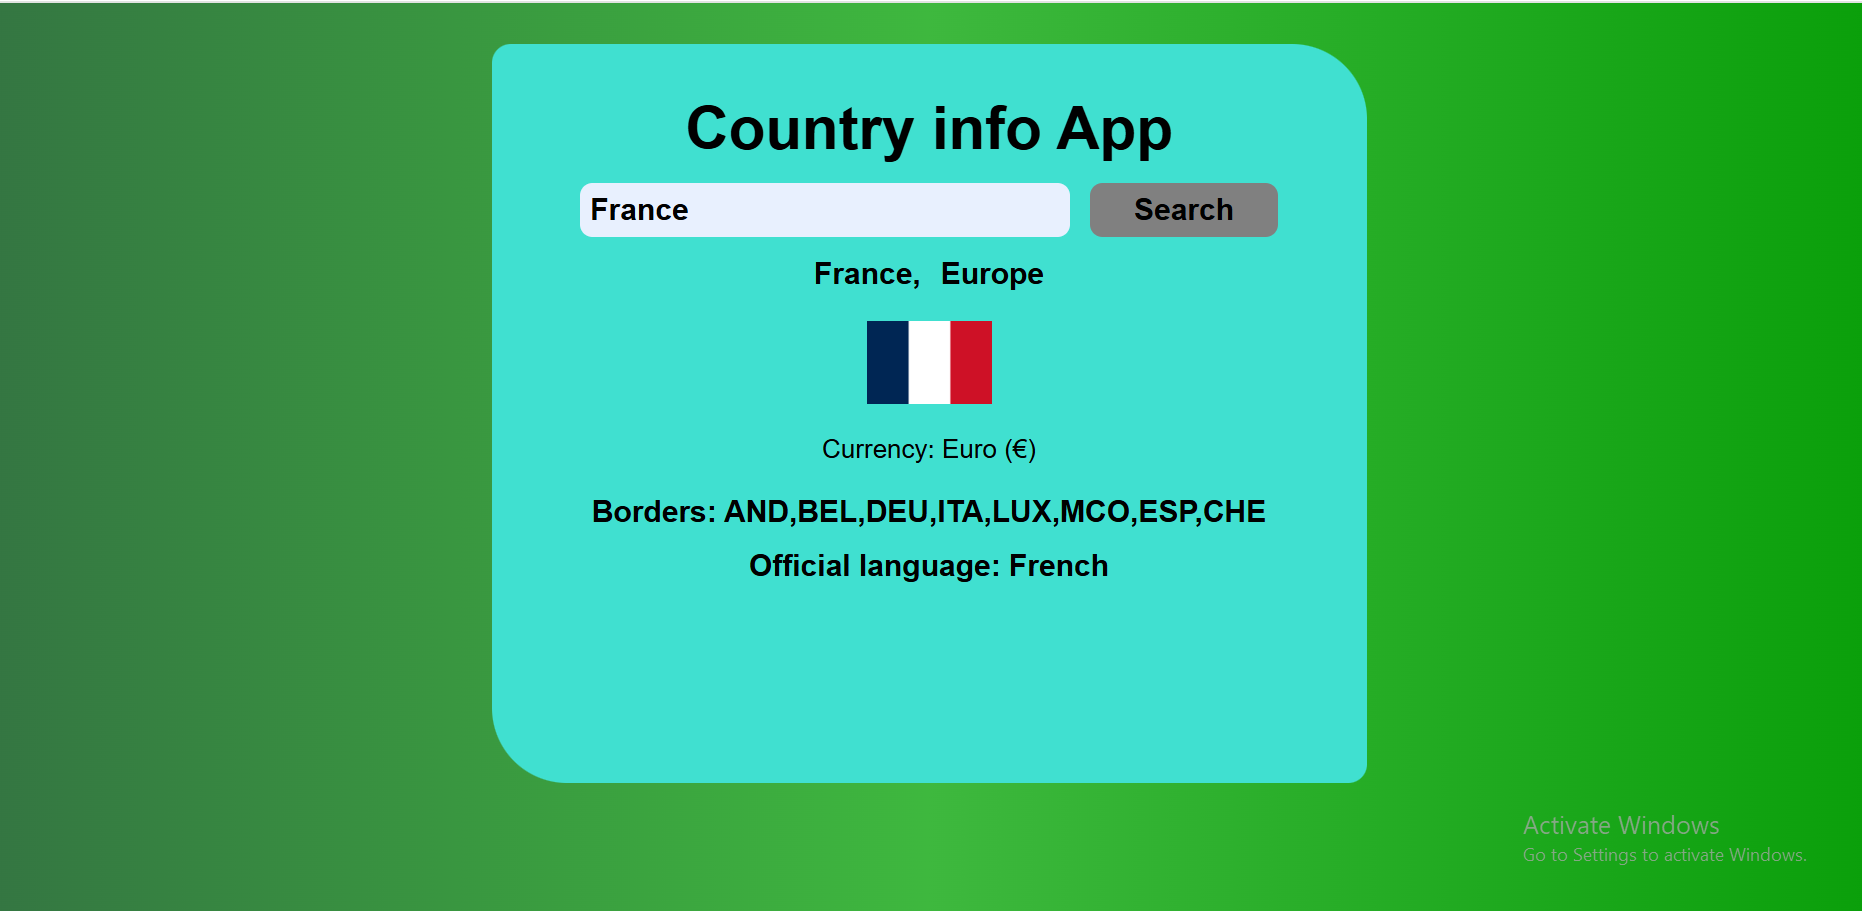 Country info App
France Search
France, Europe
Currency: Euro (€)
Borders: AND,BEL,DEU,ITA,LUX,MCO,ESP,CHE
Official language: French
Activate Windows
Go to Settings to activate Windows.